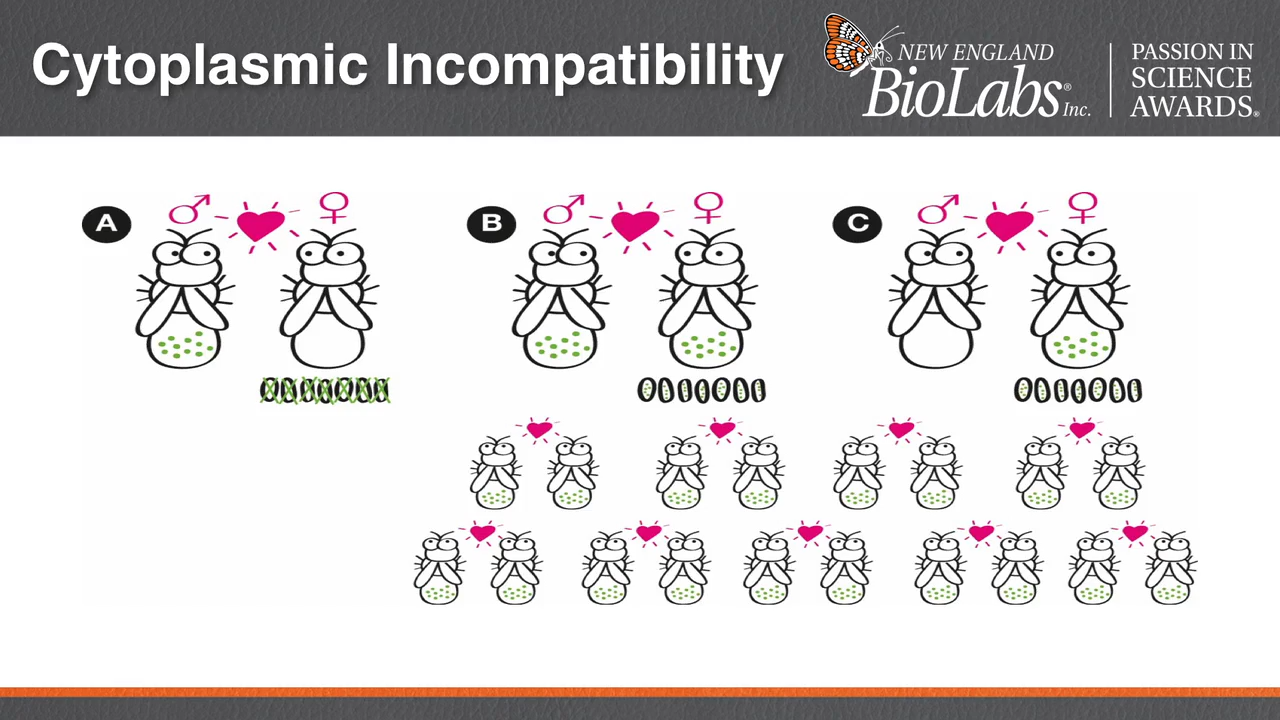 Cytoplasmic Incompatibility
NEW ENGLAND
BioLabs® Inc.
PASSION IN
SCIENCE
AWARDS®
A
B
C